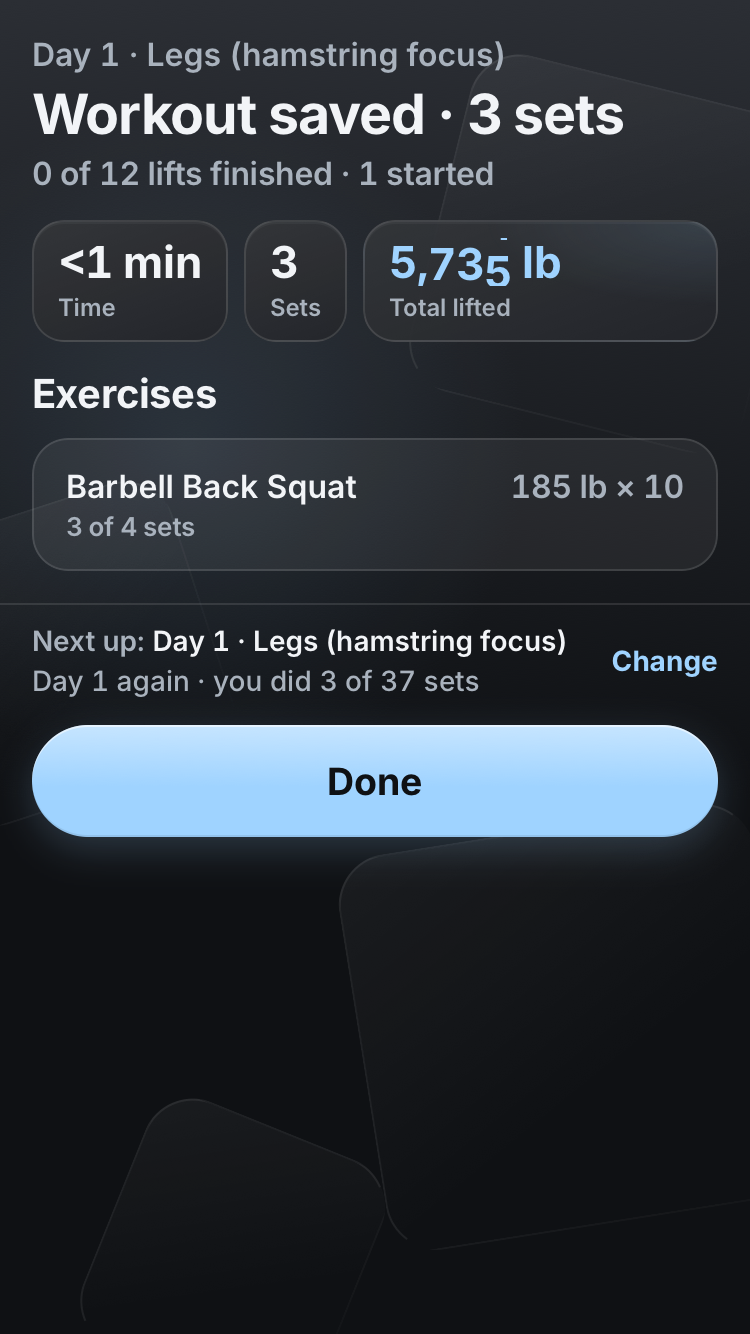 Day 1 · Legs (hamstring focus)
Workout saved · 3 sets
0 of 12 lifts finished · 1 started
<1 min
Time
3
Sets
5,735 lb
Total lifted
Exercises
Barbell Back Squat
185 lb × 10
3 of 4 sets
Next up: Day 1 · Legs (hamstring focus)
Day 1 again · you did 3 of 37 sets
Change
Done